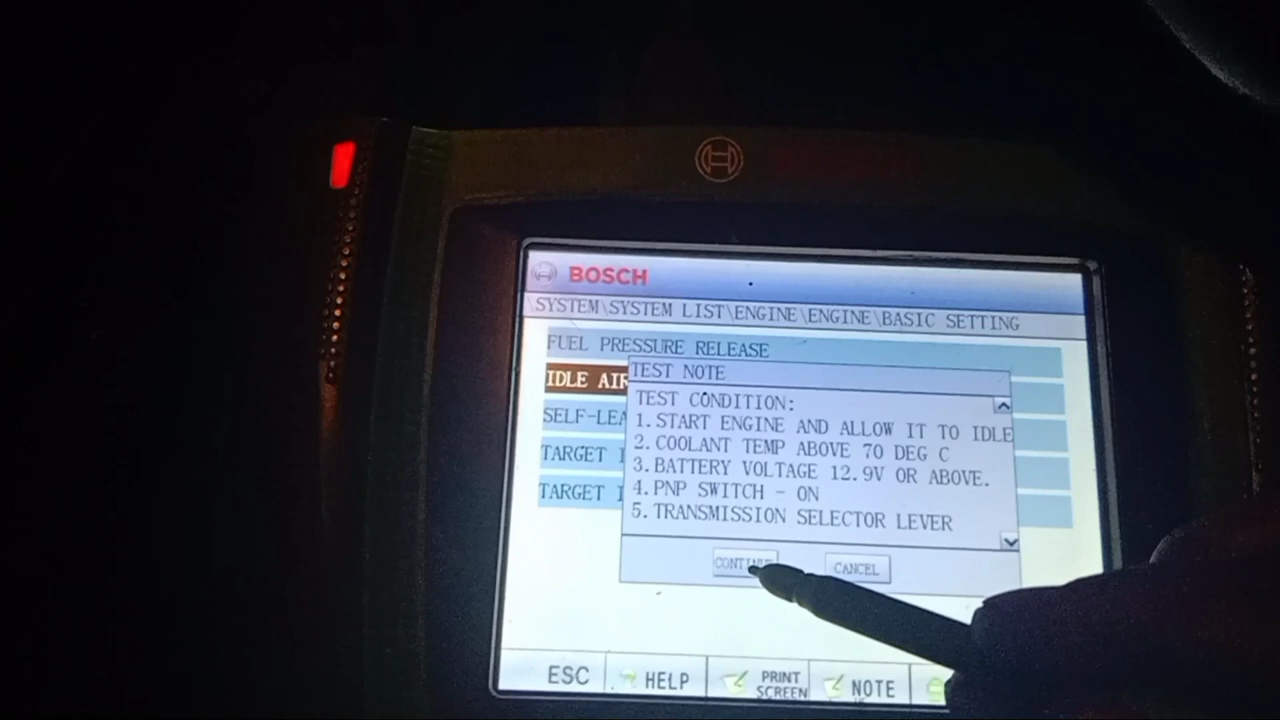 BOSCH
\SYSTEM\SYSTEM LIST\ENGINE\ENGINE\BASIC SETTING
FUEL PRESSURE RELEASE
IDLE AIR
SELF-LEA
TARGET I
TARGET I
TEST NOTE
TEST CONDITION:
1.START ENGINE AND ALLOW IT TO IDLE
2.COOLANT TEMP ABOVE 70 DEG C
3.BATTERY VOLTAGE 12.9V OR ABOVE.
4.PNP SWITCH - ON
5.TRANSMISSION SELECTOR LEVER
CONTINUE
CANCEL
ESC
HELP
PRINT
SCREEN
NOTE